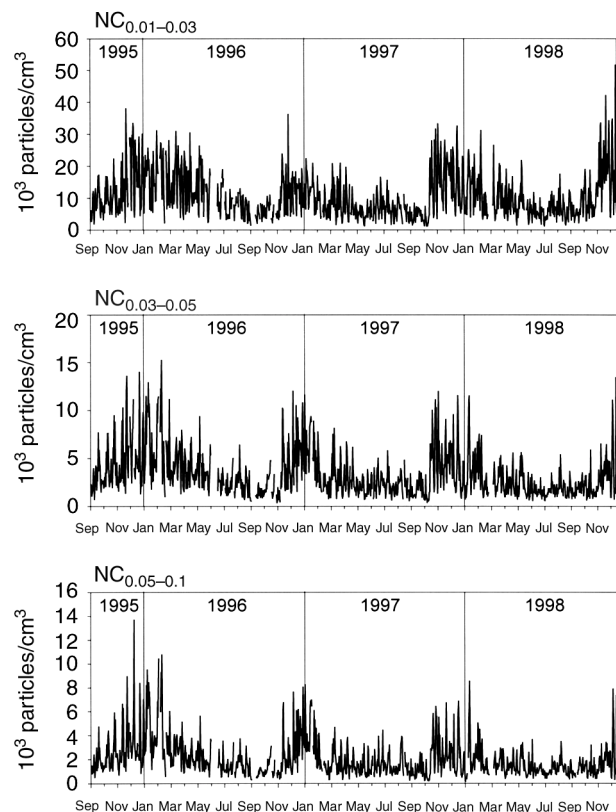 NC0.01–0.03
10³ particles/cm³
60
50
40
30
20
10
0
1995 1996 1997 1998
Sep Nov Jan Mar May Jul Sep Nov Jan Mar May Jul Sep Nov Jan Mar May Jul Sep Nov
NC0.03–0.05
10³ particles/cm³
20
15
10
5
0
1995 1996 1997 1998
Sep Nov Jan Mar May Jul Sep Nov Jan Mar May Jul Sep Nov Jan Mar May Jul Sep Nov
NC0.05–0.1
10³ particles/cm³
16
14
12
10
8
6
4
2
0
1995 1996 1997 1998
Sep Nov Jan Mar May Jul Sep Nov Jan Mar May Jul Sep Nov Jan Mar May Jul Sep Nov